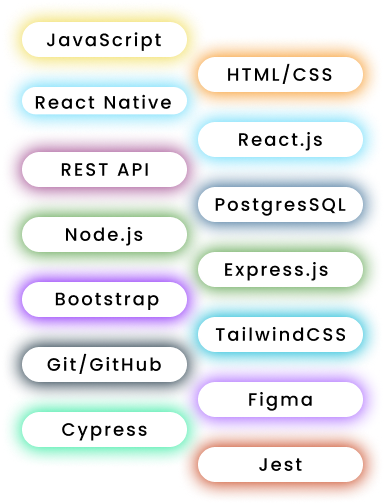 JavaScript
HTML/CSS
React Native
React.js
REST API
PostgresSQL
Node.js
Express.js
Bootstrap
TailwindCSS
Git/GitHub
Figma
Cypress
Jest